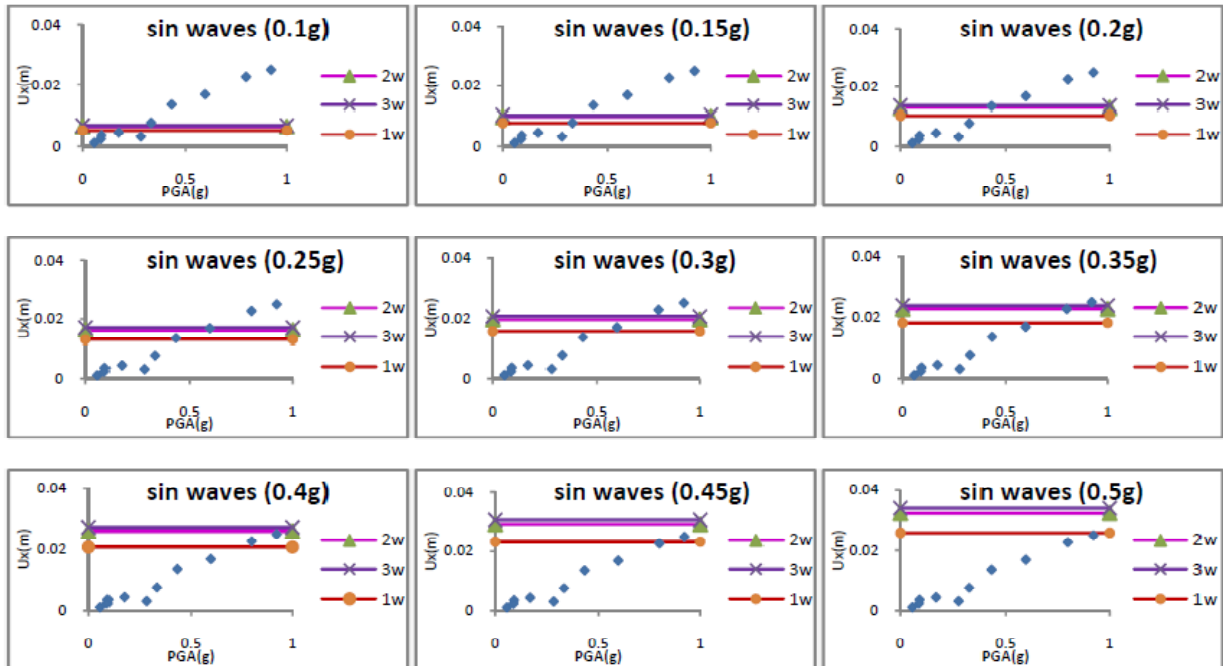 sin waves (0.1g)
0.04
0.02
0
Ux(m)
0 0.5 1
PGA(g)
2w
3w
1w
sin waves (0.15g)
0.04
0.02
0
Ux(m)
0 0.5 1
PGA(g)
2w
3w
1w
sin waves (0.2g)
0.04
0.02
0
Ux(m)
0 0.5 1
PGA(g)
2w
3w
1w
sin waves (0.25g)
0.04
0.02
0
Ux(m)
0 0.5 1
PGA(g)
2w
3w
1w
sin waves (0.3g)
0.04
0.02
0
Ux(m)
0 0.5 1
PGA(g)
2w
3w
1w
sin waves (0.35g)
0.04
0.02
0
Ux(m)
0 0.5 1
PGA(g)
2w
3w
1w
sin waves (0.4g)
0.04
0.02
0
Ux(m)
0 0.5 1
PGA(g)
2w
3w
1w
sin waves (0.45g)
0.04
0.02
0
Ux(m)
0 0.5 1
PGA(g)
2w
3w
1w
sin waves (0.5g)
0.04
0.02
0
Ux(m)
0 0.5 1
PGA(g)
2w
3w
1w